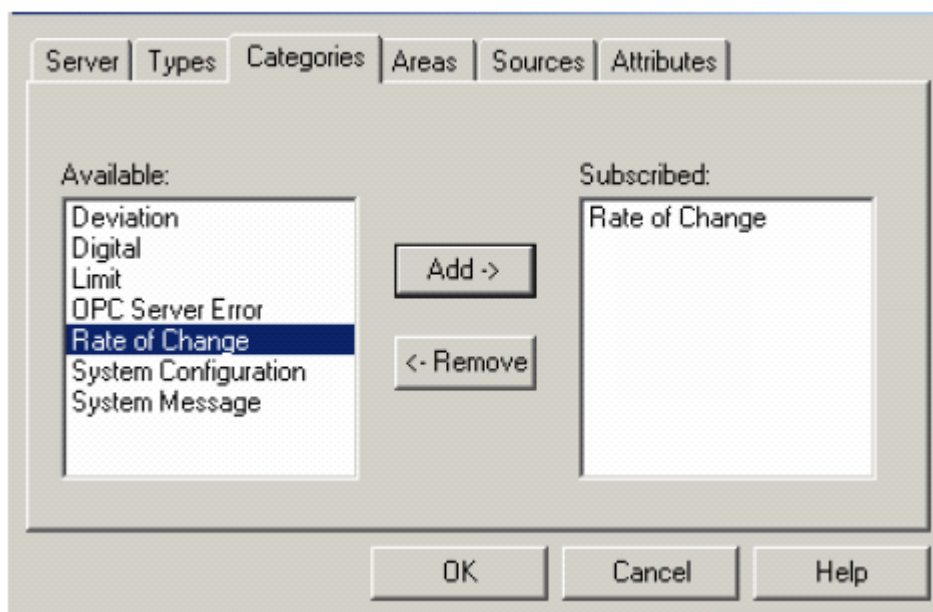 Server Types Categories Areas Sources Attributes
Available:
Deviation
Digital
Limit
OPC Server Error
Rate of Change
System Configuration
System Message
Add ->
<- Remove
Subscribed:
Rate of Change
OK Cancel Help